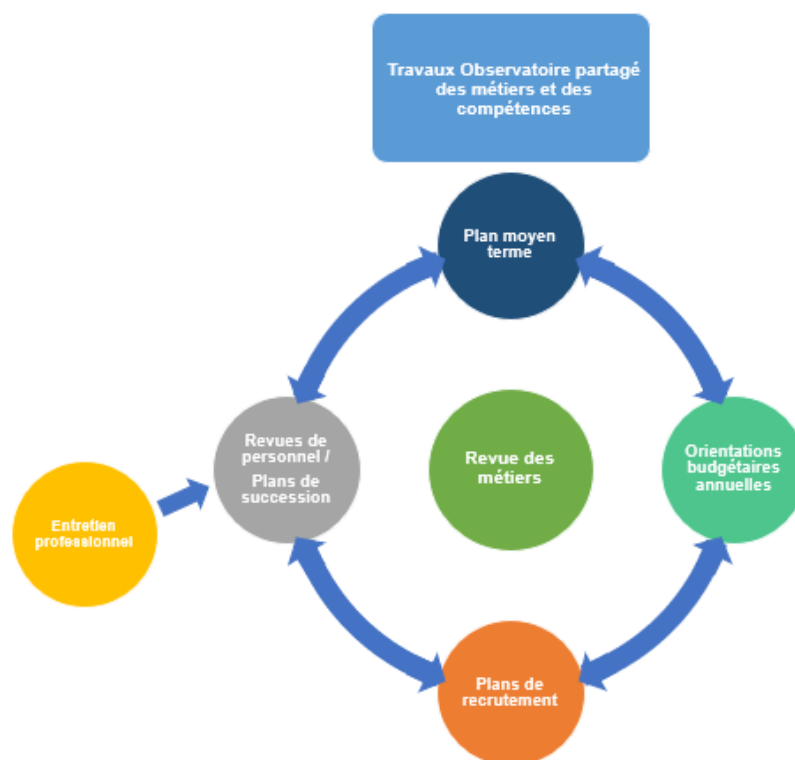 Travaux Observatoire partagé
des métiers et des
compétences
Plan moyen
terme
Revues de
personnel /
Plans de
succession
Revue des
métiers
Orientations
budgétaires
annuelles
Entretien
professionnel
Plans de
recrutement